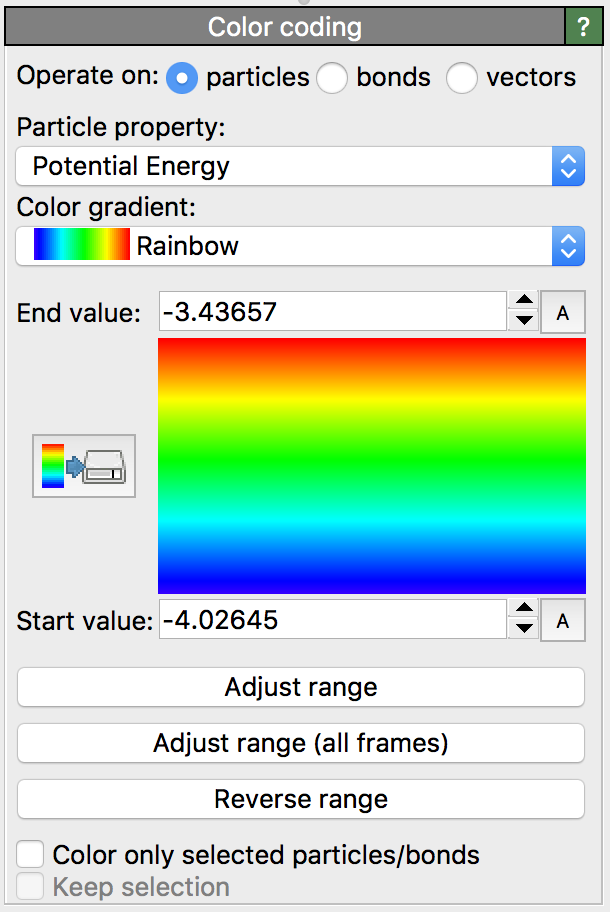 Color coding ?
Operate on: particles bonds vectors
Particle property:
Potential Energy
Color gradient:
Rainbow
End value: -3.43657 A
Start value: -4.02645 A
Adjust range
Adjust range (all frames)
Reverse range
Color only selected particles/bonds
Keep selection